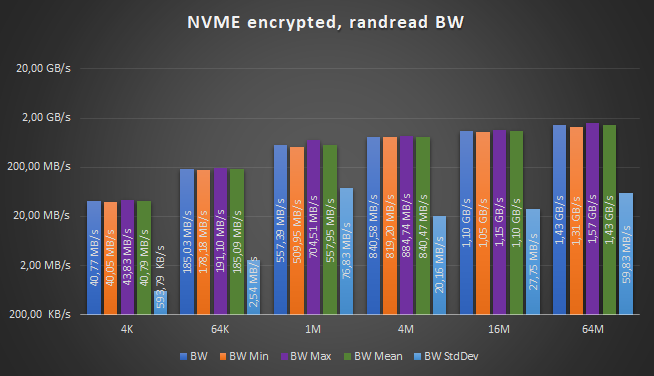 NVME encrypted, randread BW
20,00 GB/s
2,00 GB/s
200,00 MB/s
20,00 MB/s
2,00 MB/s
200,00 KB/s
40,77 MB/s
40,05 MB/s
43,83 MB/s
40,79 MB/s
593,79 KB/s
185,03 MB/s
178,18 MB/s
191,10 MB/s
185,09 MB/s
2,54 MB/s
557,39 MB/s
509,95 MB/s
704,51 MB/s
557,95 MB/s
76,83 MB/s
840,58 MB/s
819,20 MB/s
884,74 MB/s
840,47 MB/s
20,16 MB/s
1,10 GB/s
1,05 GB/s
1,15 GB/s
1,10 GB/s
27,75 MB/s
1,43 GB/s
1,31 GB/s
1,57 GB/s
1,43 GB/s
59,83 MB/s
4K 64K 1M 4M 16M 64M
BW BW Min BW Max BW Mean BW StdDev